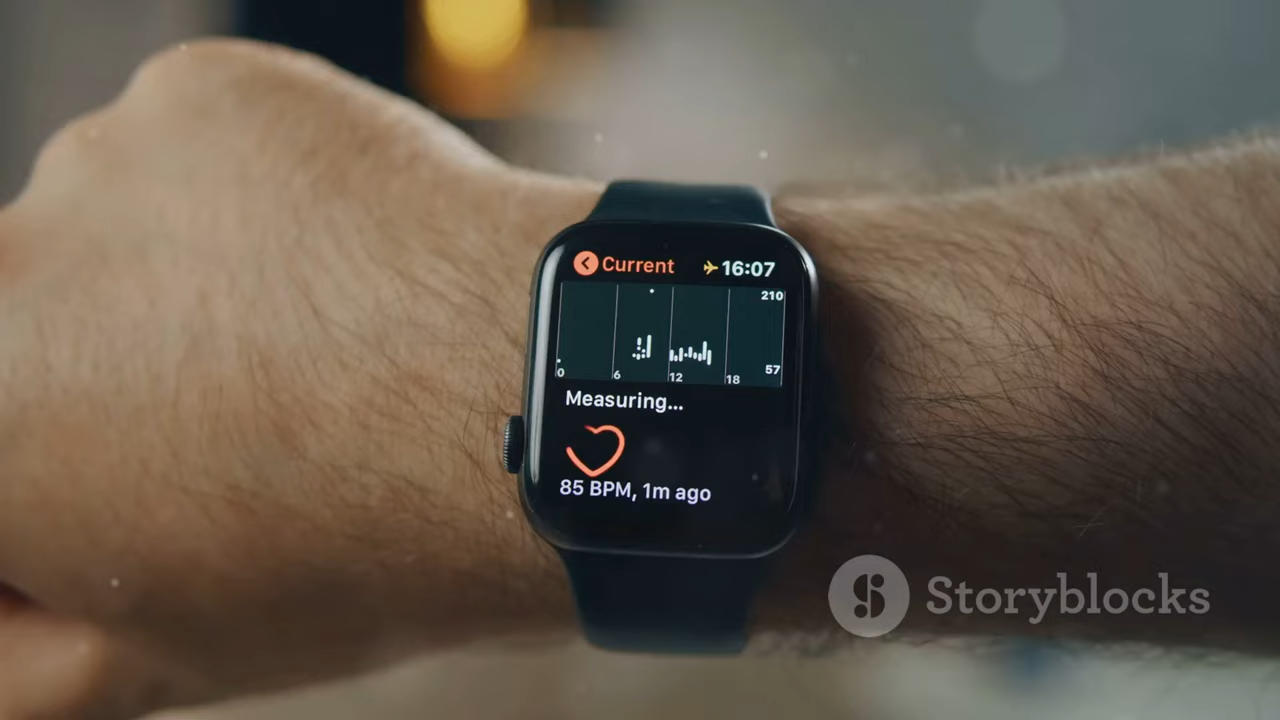 Current 16:07
210
57
0 6 12 18
Measuring...
85 BPM, 1m ago
Storyblocks